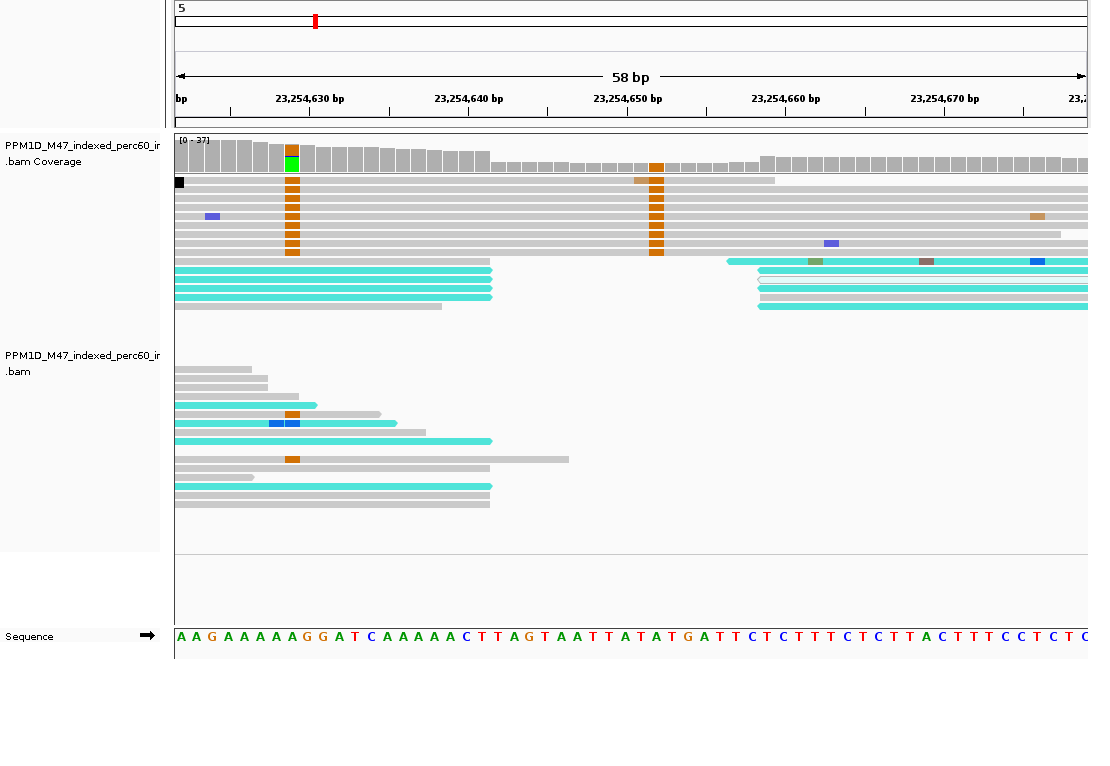 5
58 bp
bp 23,254,630 bp 23,254,640 bp 23,254,650 bp 23,254,660 bp 23,254,670 bp 23,2
PPM1D_M47_indexed_perc60_ir
.bam Coverage
[0 - 37]
PPM1D_M47_indexed_perc60_ir
.bam
Sequence
A A G A A A A A G G A T C A A A A A C T T A G T A A T T A T A T G A T T C T C T T T C T C T T A C T T T C C T C T C